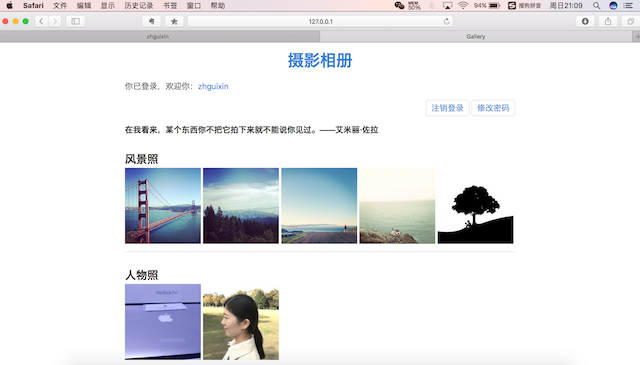 Safari 文件 编辑 显示 历史记录 书签 窗口 帮助 MEM 50% 94% 搜狗拼音 周日21:09
127.0.0.1
zhguixin Gallery
摄影相册
你已登录，欢迎你：zhguixin
注销登录 修改密码
在我看来，某个东西你不把它拍下来就不能说你见过。——艾米丽·佐拉
风景照
人物照
MacBook Pro